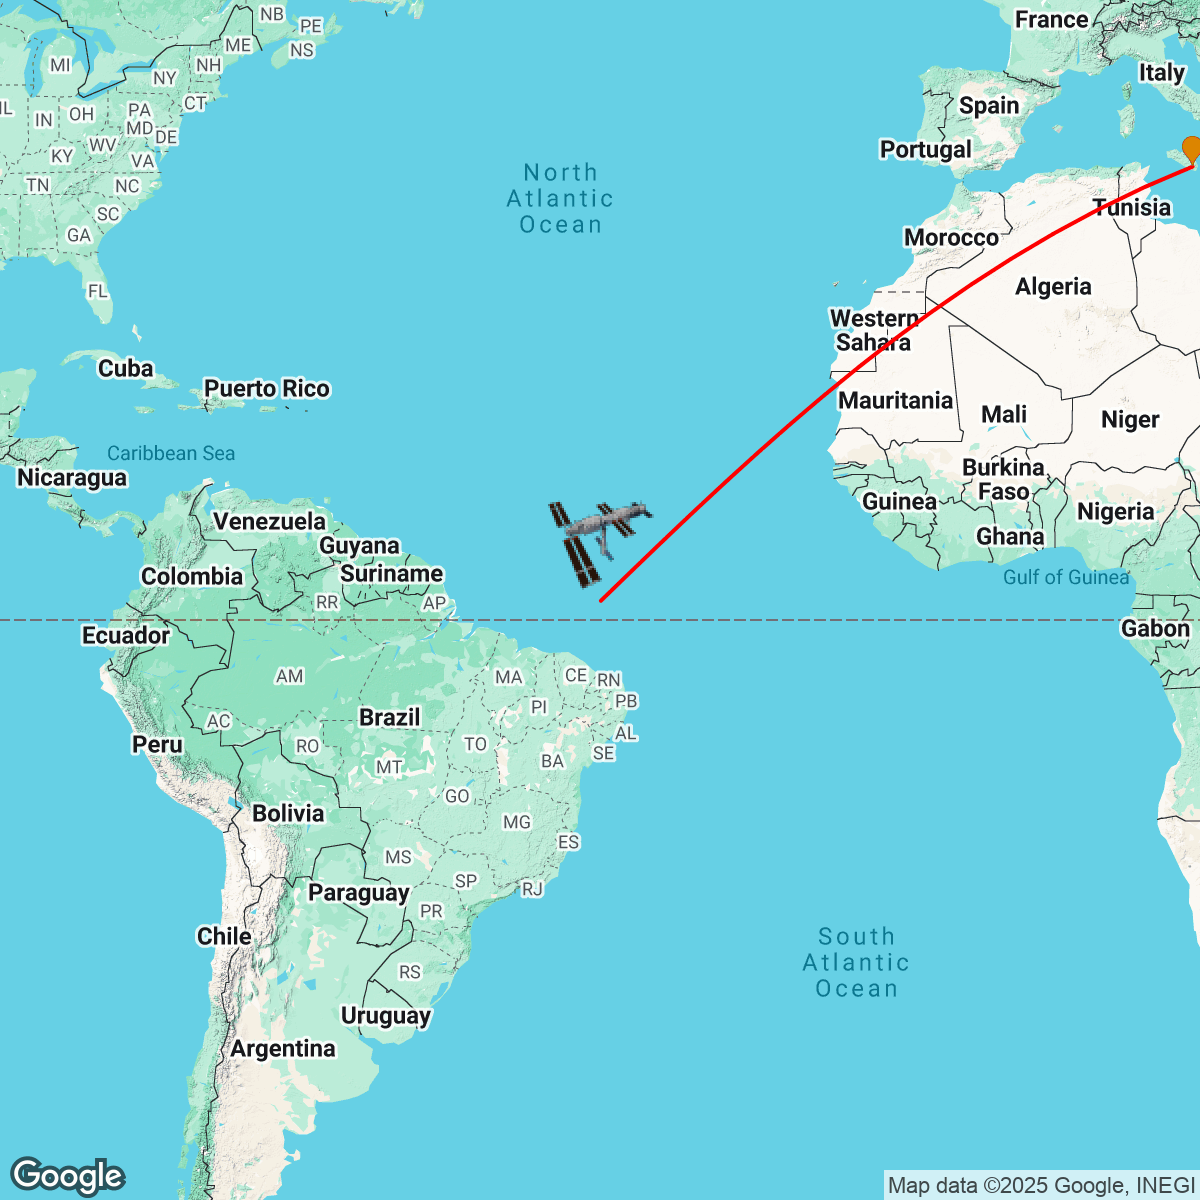 NB
PE
France
ME
NS
MI
NH
Italy
NY
IL
OH
PA
CT
Spain
IN
MD
DE
WV
KY
VA
Portugal
North
Atlantic
Ocean
TN
NC
SC
Tunisia
GA
Morocco
FL
Algeria
Western
Sahara
Cuba
Puerto Rico
Mauritania
Mali
Niger
Caribbean Sea
Nicaragua
Burkina
Faso
Guinea
Nigeria
Venezuela
Ghana
Guyana
Colombia
Suriname
Gulf of Guinea
RR
AP
Ecuador
Gabon
AM
MA
CE
RN
PI
PB
AC
Brazil
AL
Peru
RO
TO
SE
MT
BA
GO
Bolivia
MG
ES
MS
SP
RJ
Paraguay
PR
Chile
South
Atlantic
Ocean
RS
Uruguay
Argentina
Google
Map data ©2025 Google, INEGI